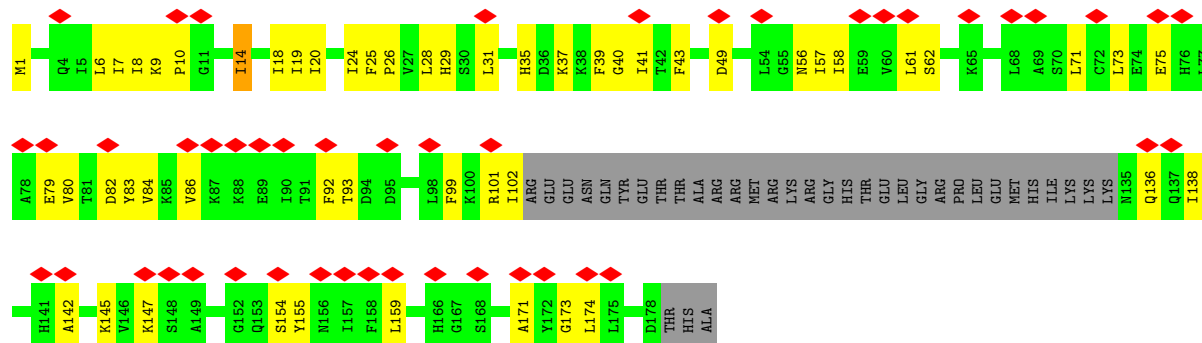 M1 Q4 I5 L6 I7 I8 K9 P10 G11 I14 I18 I19 I20 I24 F25 P26 V27 L28 H29 S30 L31 H35 D36 K37 K38 F39 G40 I41 T42 F43 D49 L54 G55 N56 I57 I58 E59 V60 L61 S62 K65 L68 A69 S70 L71 C72 L73 E74 E75 H76 L77
A78 E79 V80 T81 D82 Y83 V84 K85 V86 K87 K88 E89 I90 T91 F92 T93 D94 D95 L98 F99 K100 R101 I102 ARG GLU GLU ASN GLN TYR GLU THR THR ALA ARG ARG MET ARG LYS ARG GLY HIS THR GLU LEU GLY ARG PRO LEU GLU MET HIS ILE LYS LYS LYS N135 Q136 Q137 I138
H141 A142 K145 V146 K147 S148 A149 G152 Q153 S154 Y155 N156 I157 F158 L159 H166 G167 S168 A171 Y172 G173 L174 L175 D178 THR HIS ALA